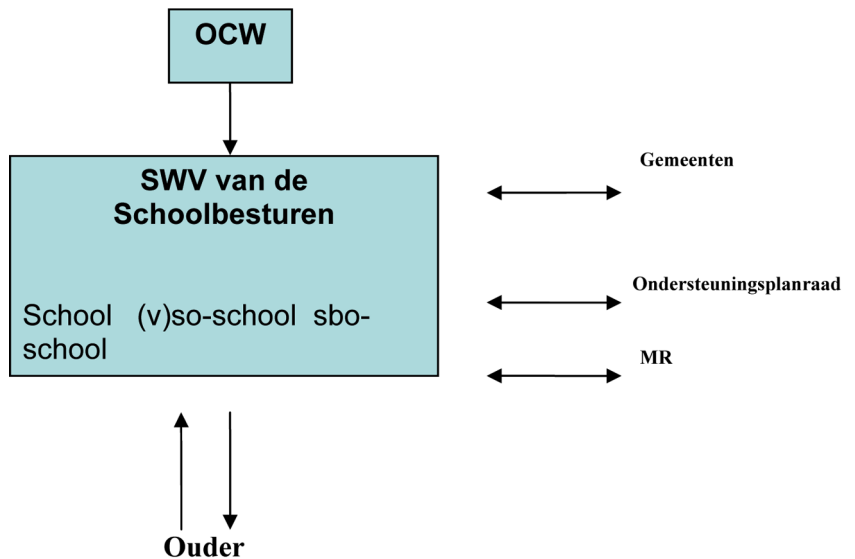 OCW
SWV van de
Schoolbesturen
School (v)so-school sbo-
school
Gemeenten
Ondersteuningsplanraad
MR
Ouder